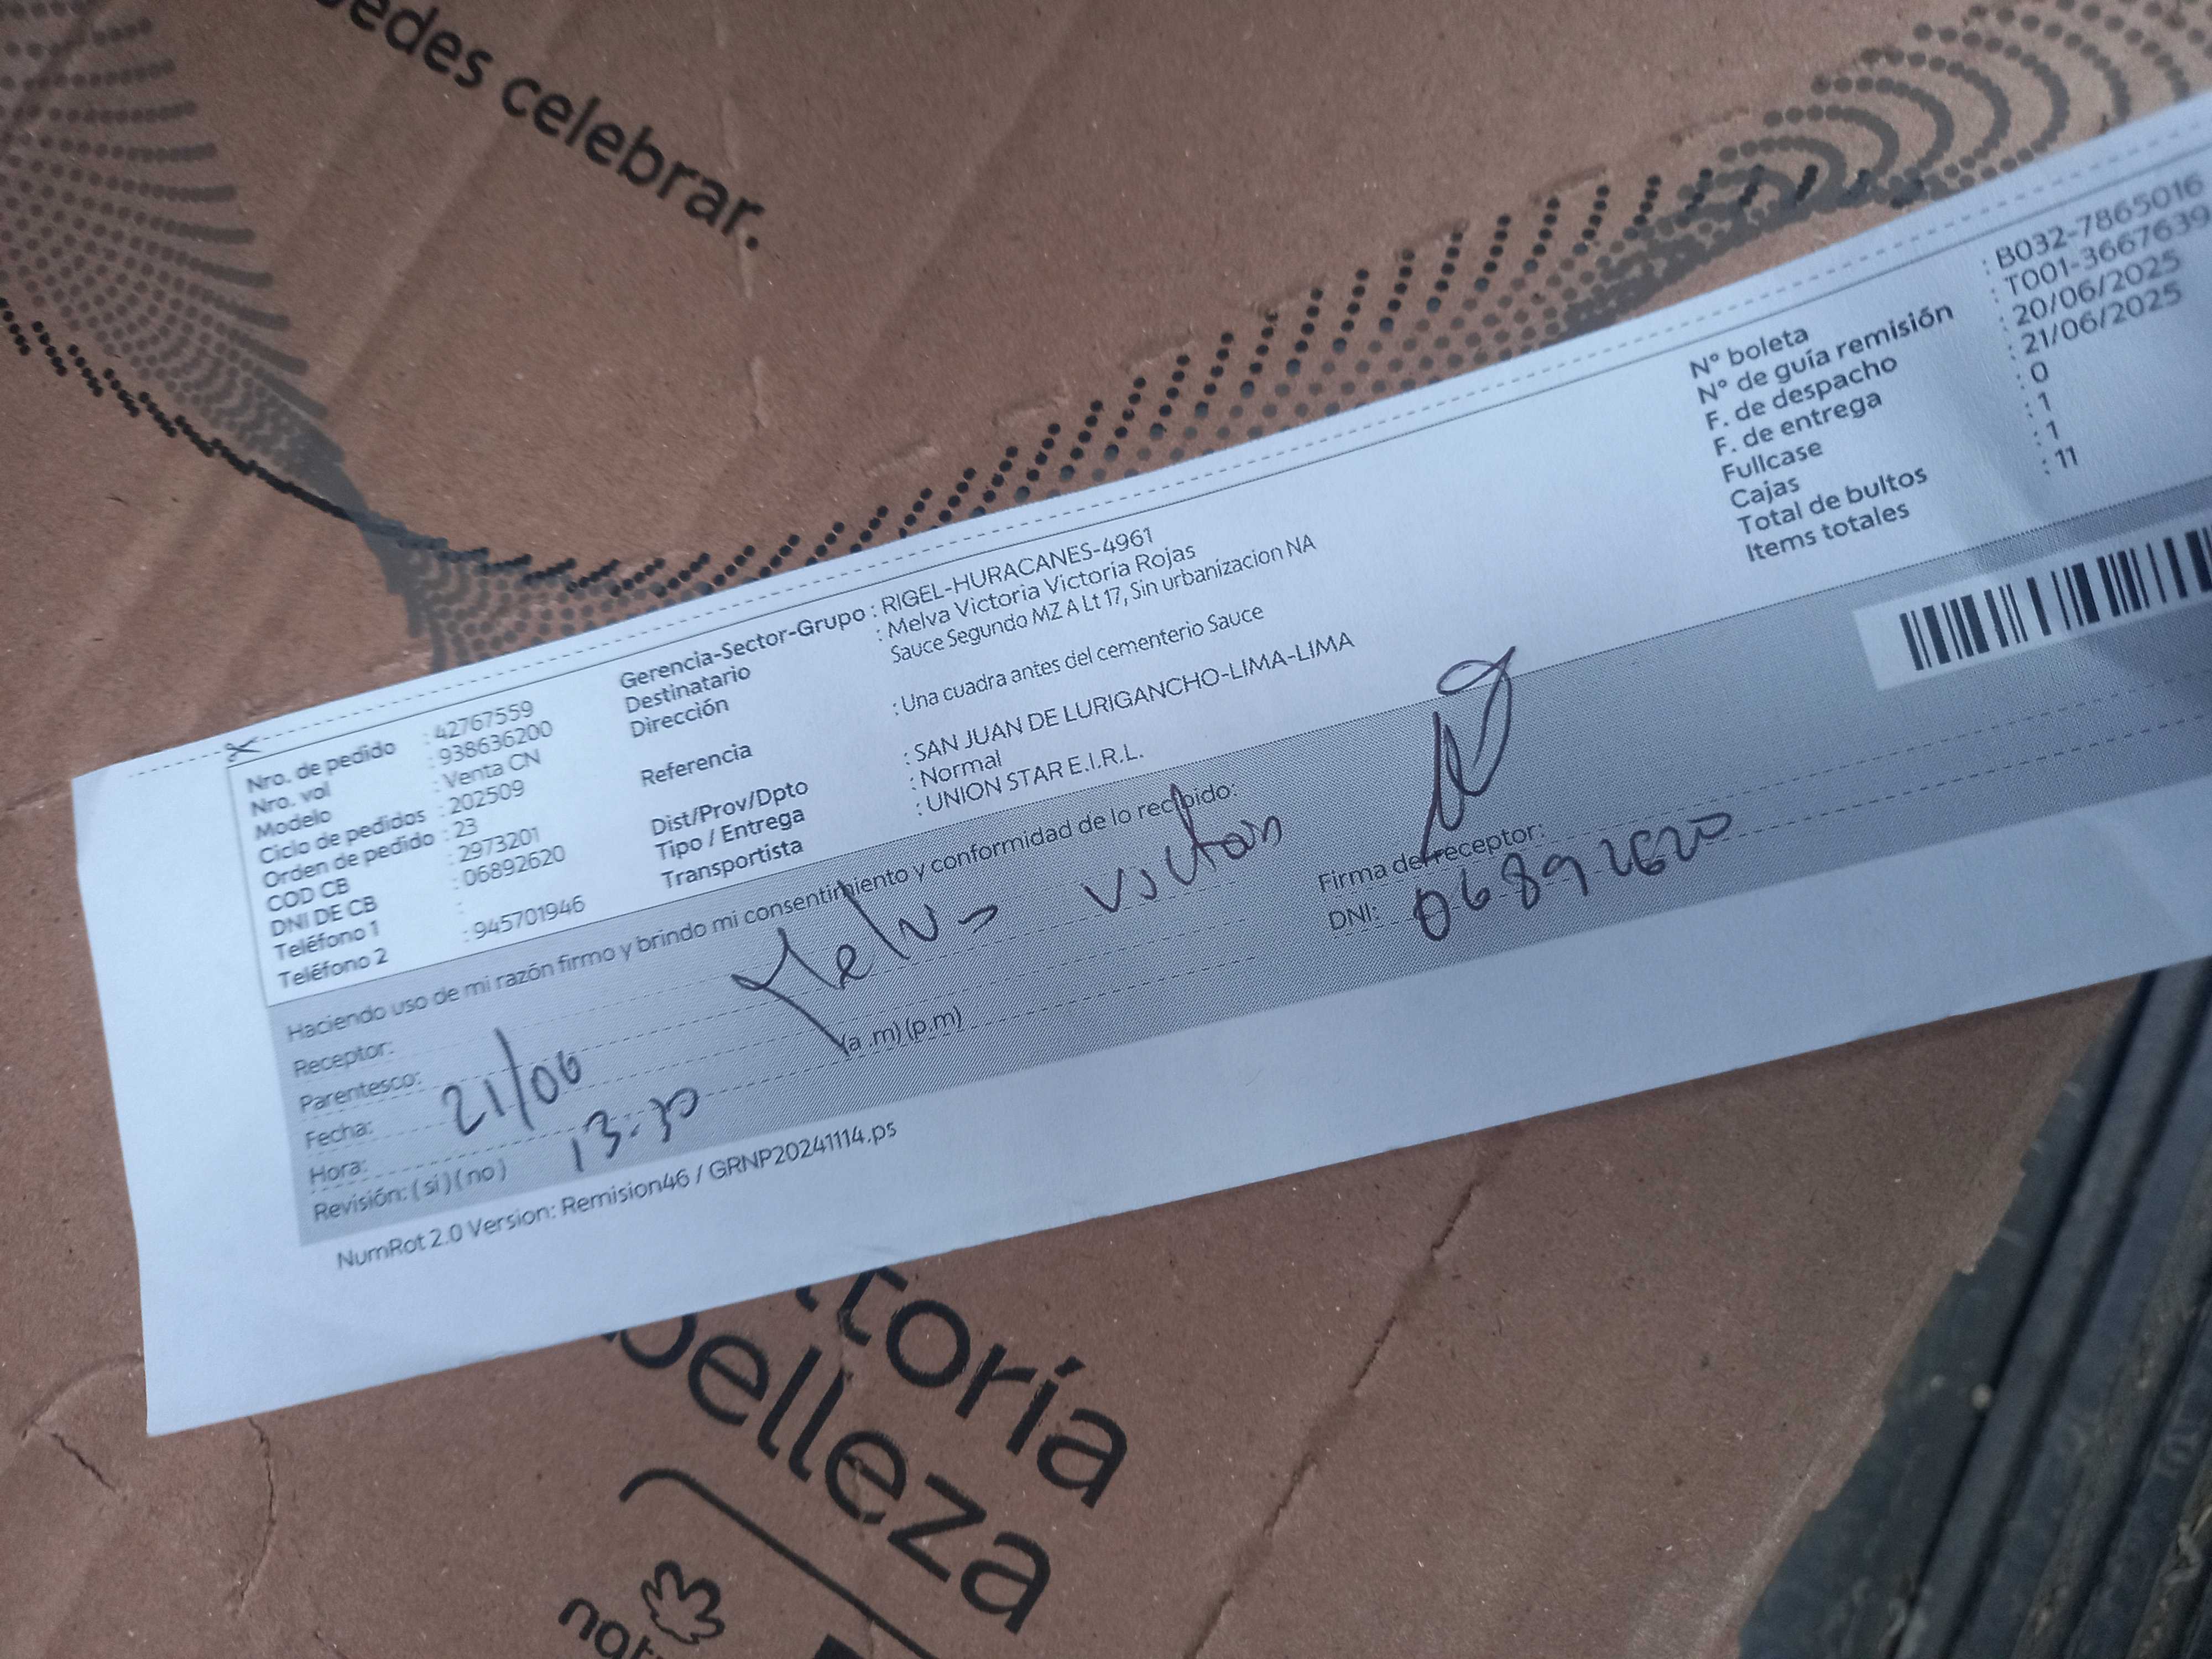 edes celebrar.
Nro. de pedido : 42767559
Nro. vol : 938636200
Modelo : Venta CN
Ciclo de pedidos : 202509
Orden de pedido : 23
COD CB : 2973201
DNI DE CB : 06892620
Teléfono 1 :
Teléfono 2 : 945701946
Gerencia-Sector-Grupo : RIGEL-HURACANES-4961
Destinatario : Melva Victoria Victoria Rojas
Dirección Sauce Segundo MZ A Lt 17, Sin urbanizacion NA
Referencia : Una cuadra antes del cementerio Sauce
Dist/Prov/Dpto : SAN JUAN DE LURIGANCHO-LIMA-LIMA
Tipo / Entrega : Normal
Transportista : UNION STAR E.I.R.L.
N° boleta : B032-7865016
N° de guía remisión : T001-3667639
F. de despacho : 20/06/2025
F. de entrega : 21/06/2025
Fullcase : 0
Cajas : 1
Total de bultos : 1
Items totales : 11
Haciendo uso de mi razón firmo y brindo mi consentimiento y conformidad de lo recibido:
Receptor: Melva
Parentesco:
Fecha: 21/06
Hora: 13:30 (a.m) (p.m)
Revisión: ( si ) ( no )
Firma del receptor:
DNI: 06892620
NumRot 2.0 Version: Remision46 / GRNP20241114.ps
toría
belleza